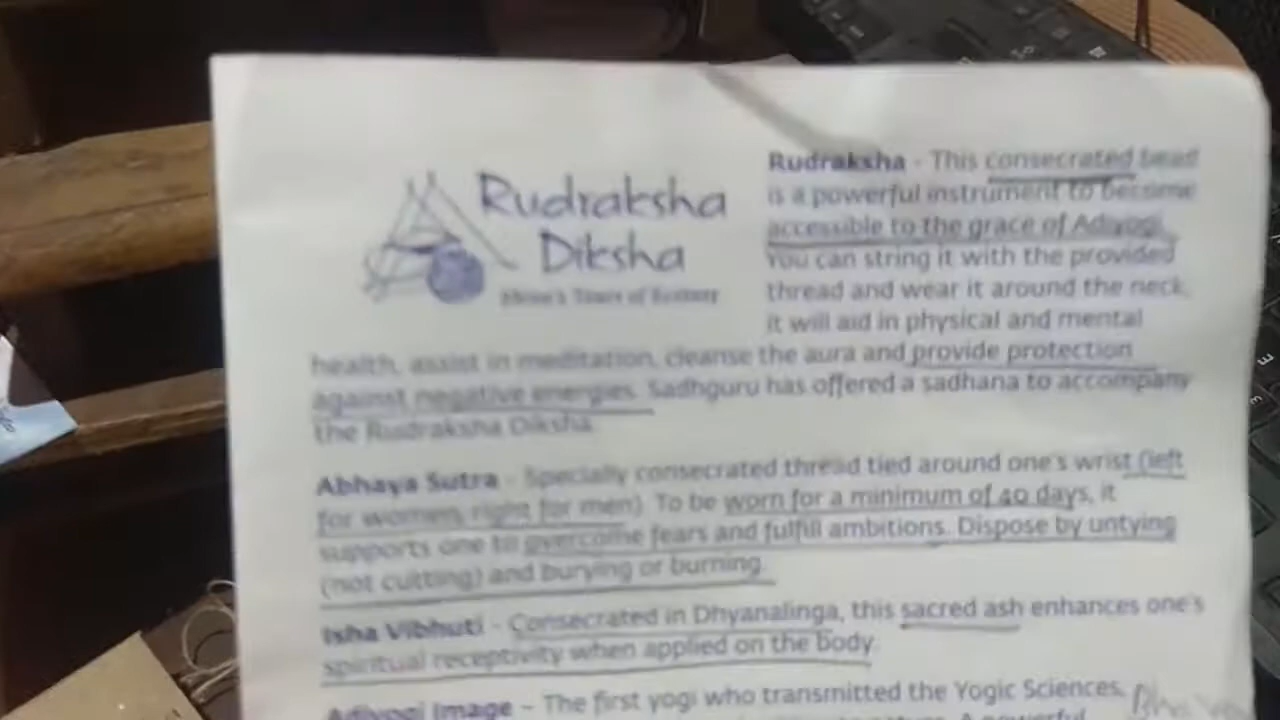 Rudraksha
Diksha
Shiva's Tears of Ecstasy
Rudraksha - This consecrated bead
is a powerful instrument to become
accessible to the grace of Adiyogi.
You can string it with the provided
thread and wear it around the neck.
It will aid in physical and mental
health, assist in meditation, cleanse the aura and provide protection
against negative energies. Sadhguru has offered a sadhana to accompany
the Rudraksha Diksha.
Abhaya Sutra - Specially consecrated thread tied around one's wrist (left
for women, right for men). To be worn for a minimum of 40 days, it
supports one to overcome fears and fulfill ambitions. Dispose by untying
(not cutting) and burying or burning.
Isha Vibhuti - Consecrated in Dhyanalinga, this sacred ash enhances one's
spiritual receptivity when applied on the body.
Adiyogi Image – The first yogi who transmitted the Yogic Sciences,
A powerful